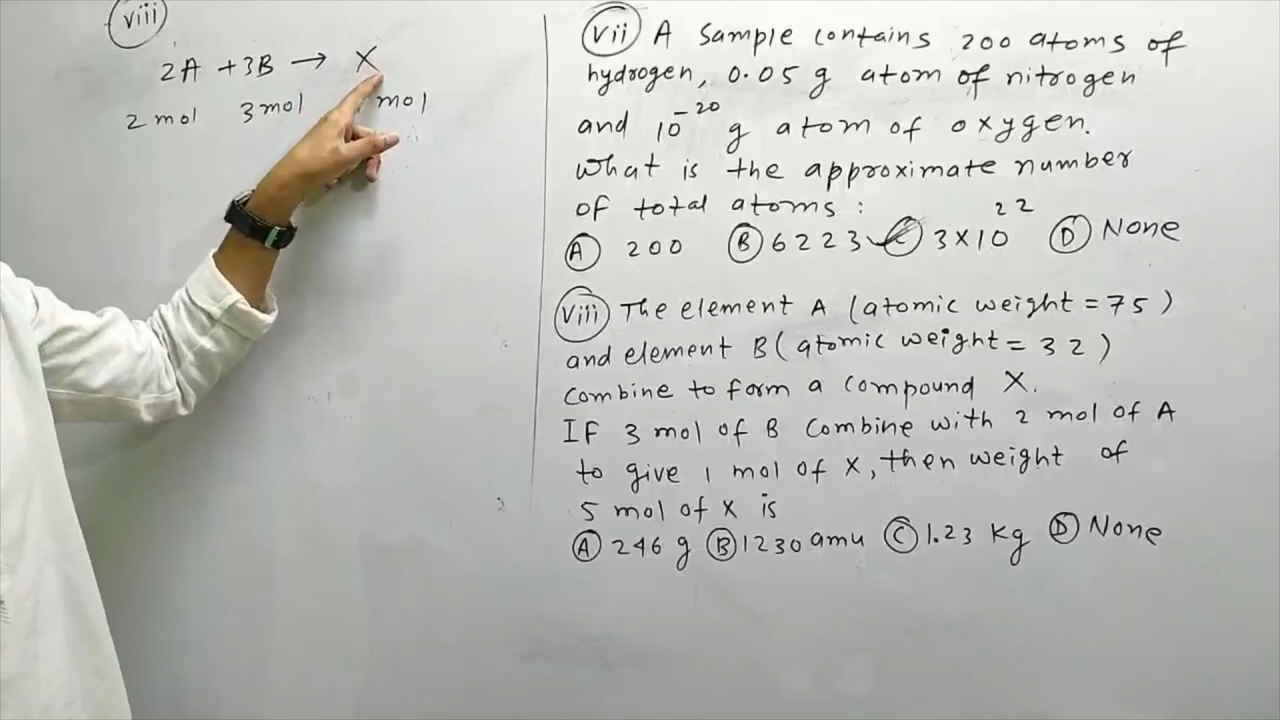 viii
2A + 3B → X
2 mol 3 mol mol
vii A Sample contains 200 atoms of
hydrogen, 0.05 g atom of nitrogen
and 10⁻²⁰ g atom of oxygen.
What is the approximate number
of total atoms :
A 200 B 6223 C 3×10²² D None
viii The element A (atomic weight = 75)
and element B (atomic weight = 32)
combine to form a compound X.
IF 3 mol of B combine with 2 mol of A
to give 1 mol of X, then weight of
5 mol of X is
A 246 g B 1230 amu C 1.23 Kg D None